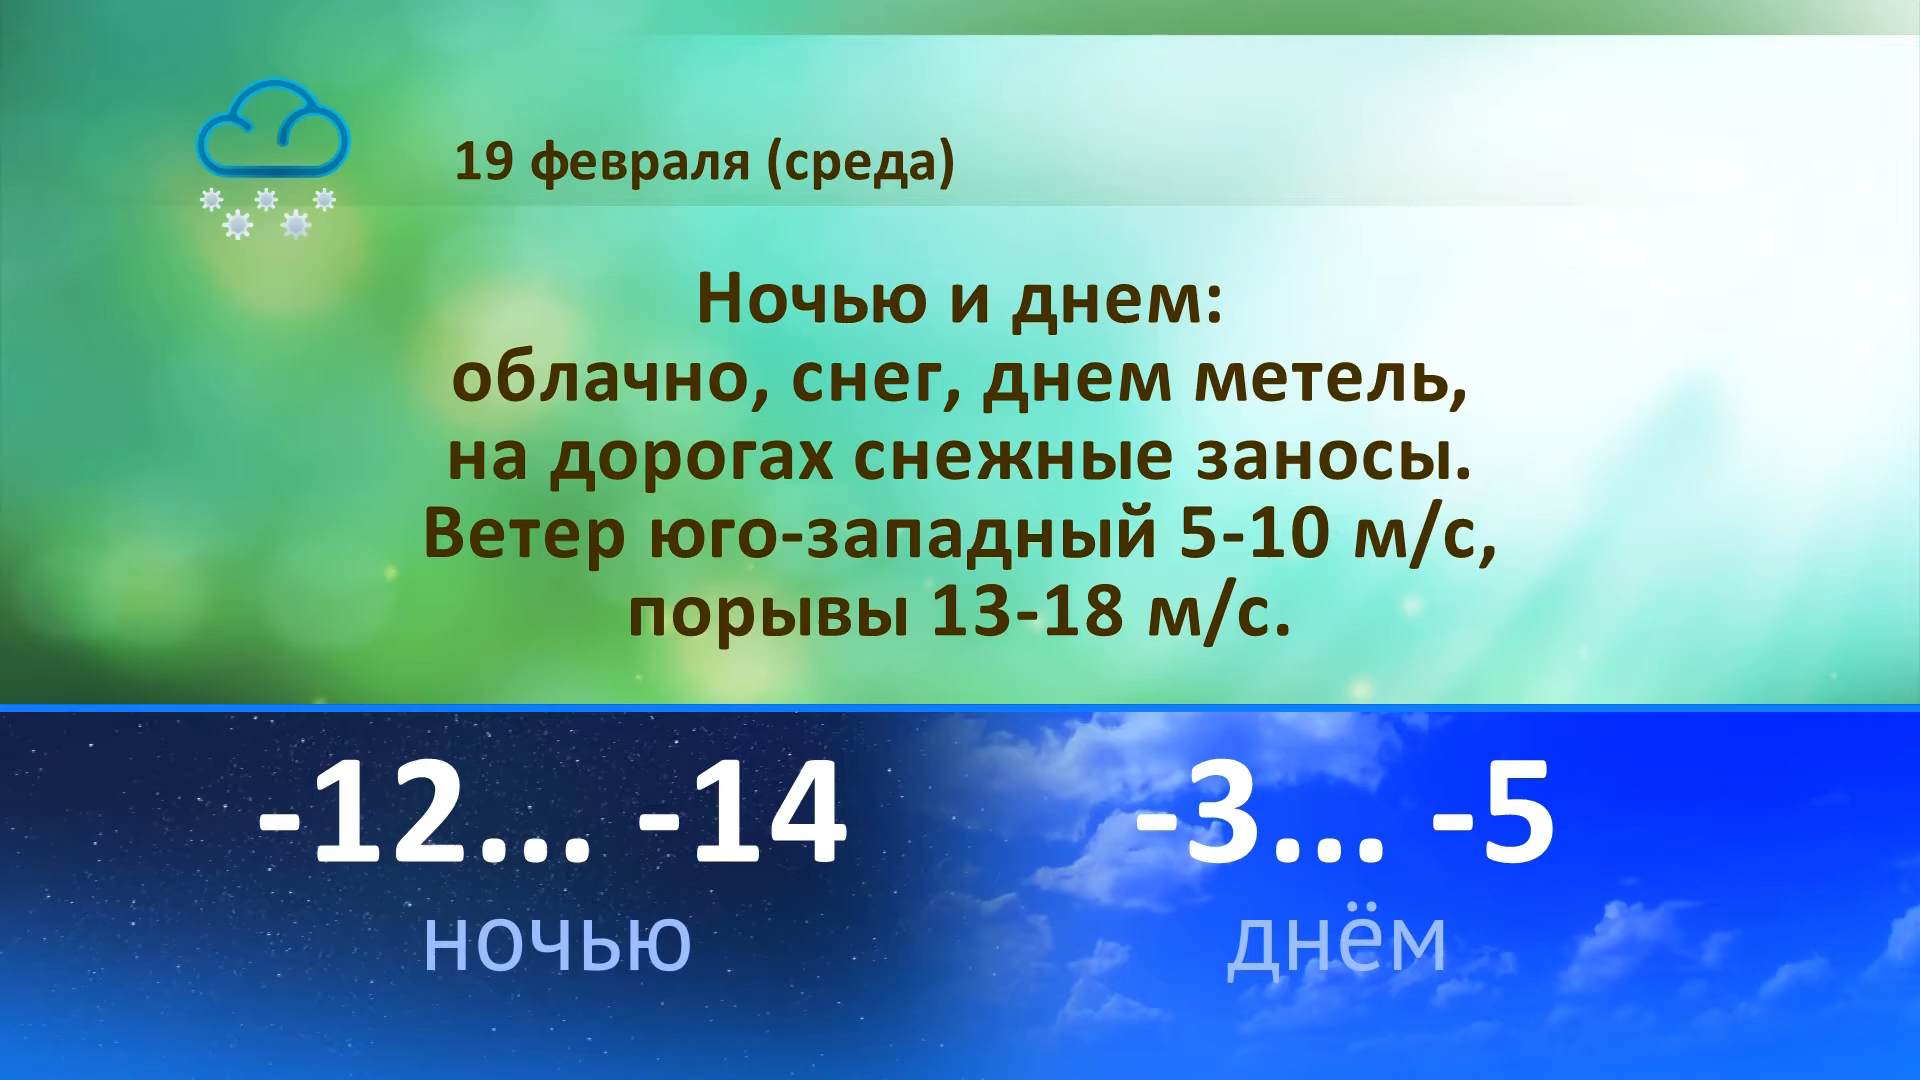 19 февраля (среда)
Ночью и днем:
облачно, снег, днем метель,
на дорогах снежные заносы.
Ветер юго-западный 5-10 м/с,
порывы 13-18 м/с.
-12... -14
-3... -5
ночью
днём